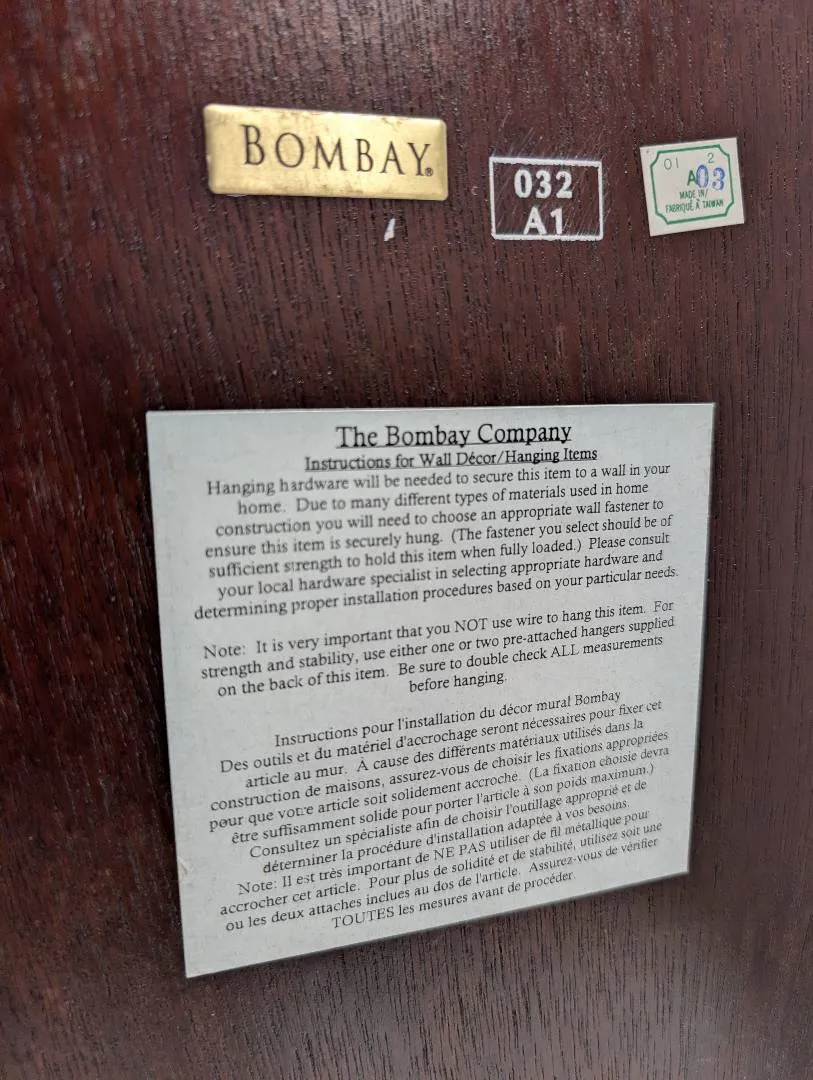 BOMBAY®
032
A1
01 2
A03
MADE IN/
FABRIQUÉ À TAIWAN
The Bombay Company
Instructions for Wall Décor/Hanging Items
Hanging hardware will be needed to secure this item to a wall in your
home. Due to many different types of materials used in home
construction you will need to choose an appropriate wall fastener to
ensure this item is securely hung. (The fastener you select should be of
sufficient strength to hold this item when fully loaded.) Please consult
your local hardware specialist in selecting appropriate hardware and
determining proper installation procedures based on your particular needs.
Note: It is very important that you NOT use wire to hang this item. For
strength and stability, use either one or two pre-attached hangers supplied
on the back of this item. Be sure to double check ALL measurements
before hanging.
Instructions pour l'installation du décor mural Bombay
Des outils et du matériel d'accrochage seront nécessaires pour fixer cet
article au mur. À cause des différents matériaux utilisés dans la
construction de maisons, assurez-vous de choisir les fixations appropriées
pour que votre article soit solidement accroché. (La fixation choisie devra
être suffisamment solide pour porter l'article à son poids maximum.)
Consultez un spécialiste afin de choisir l'outillage approprié et de
déterminer la procédure d'installation adaptée à vos besoins.
Note: Il est très important de NE PAS utiliser de fil métallique pour
accrocher cet article. Pour plus de solidité et de stabilité, utilisez soit une
ou les deux attaches inclues au dos de l'article. Assurez-vous de vérifier
TOUTES les mesures avant de procéder.